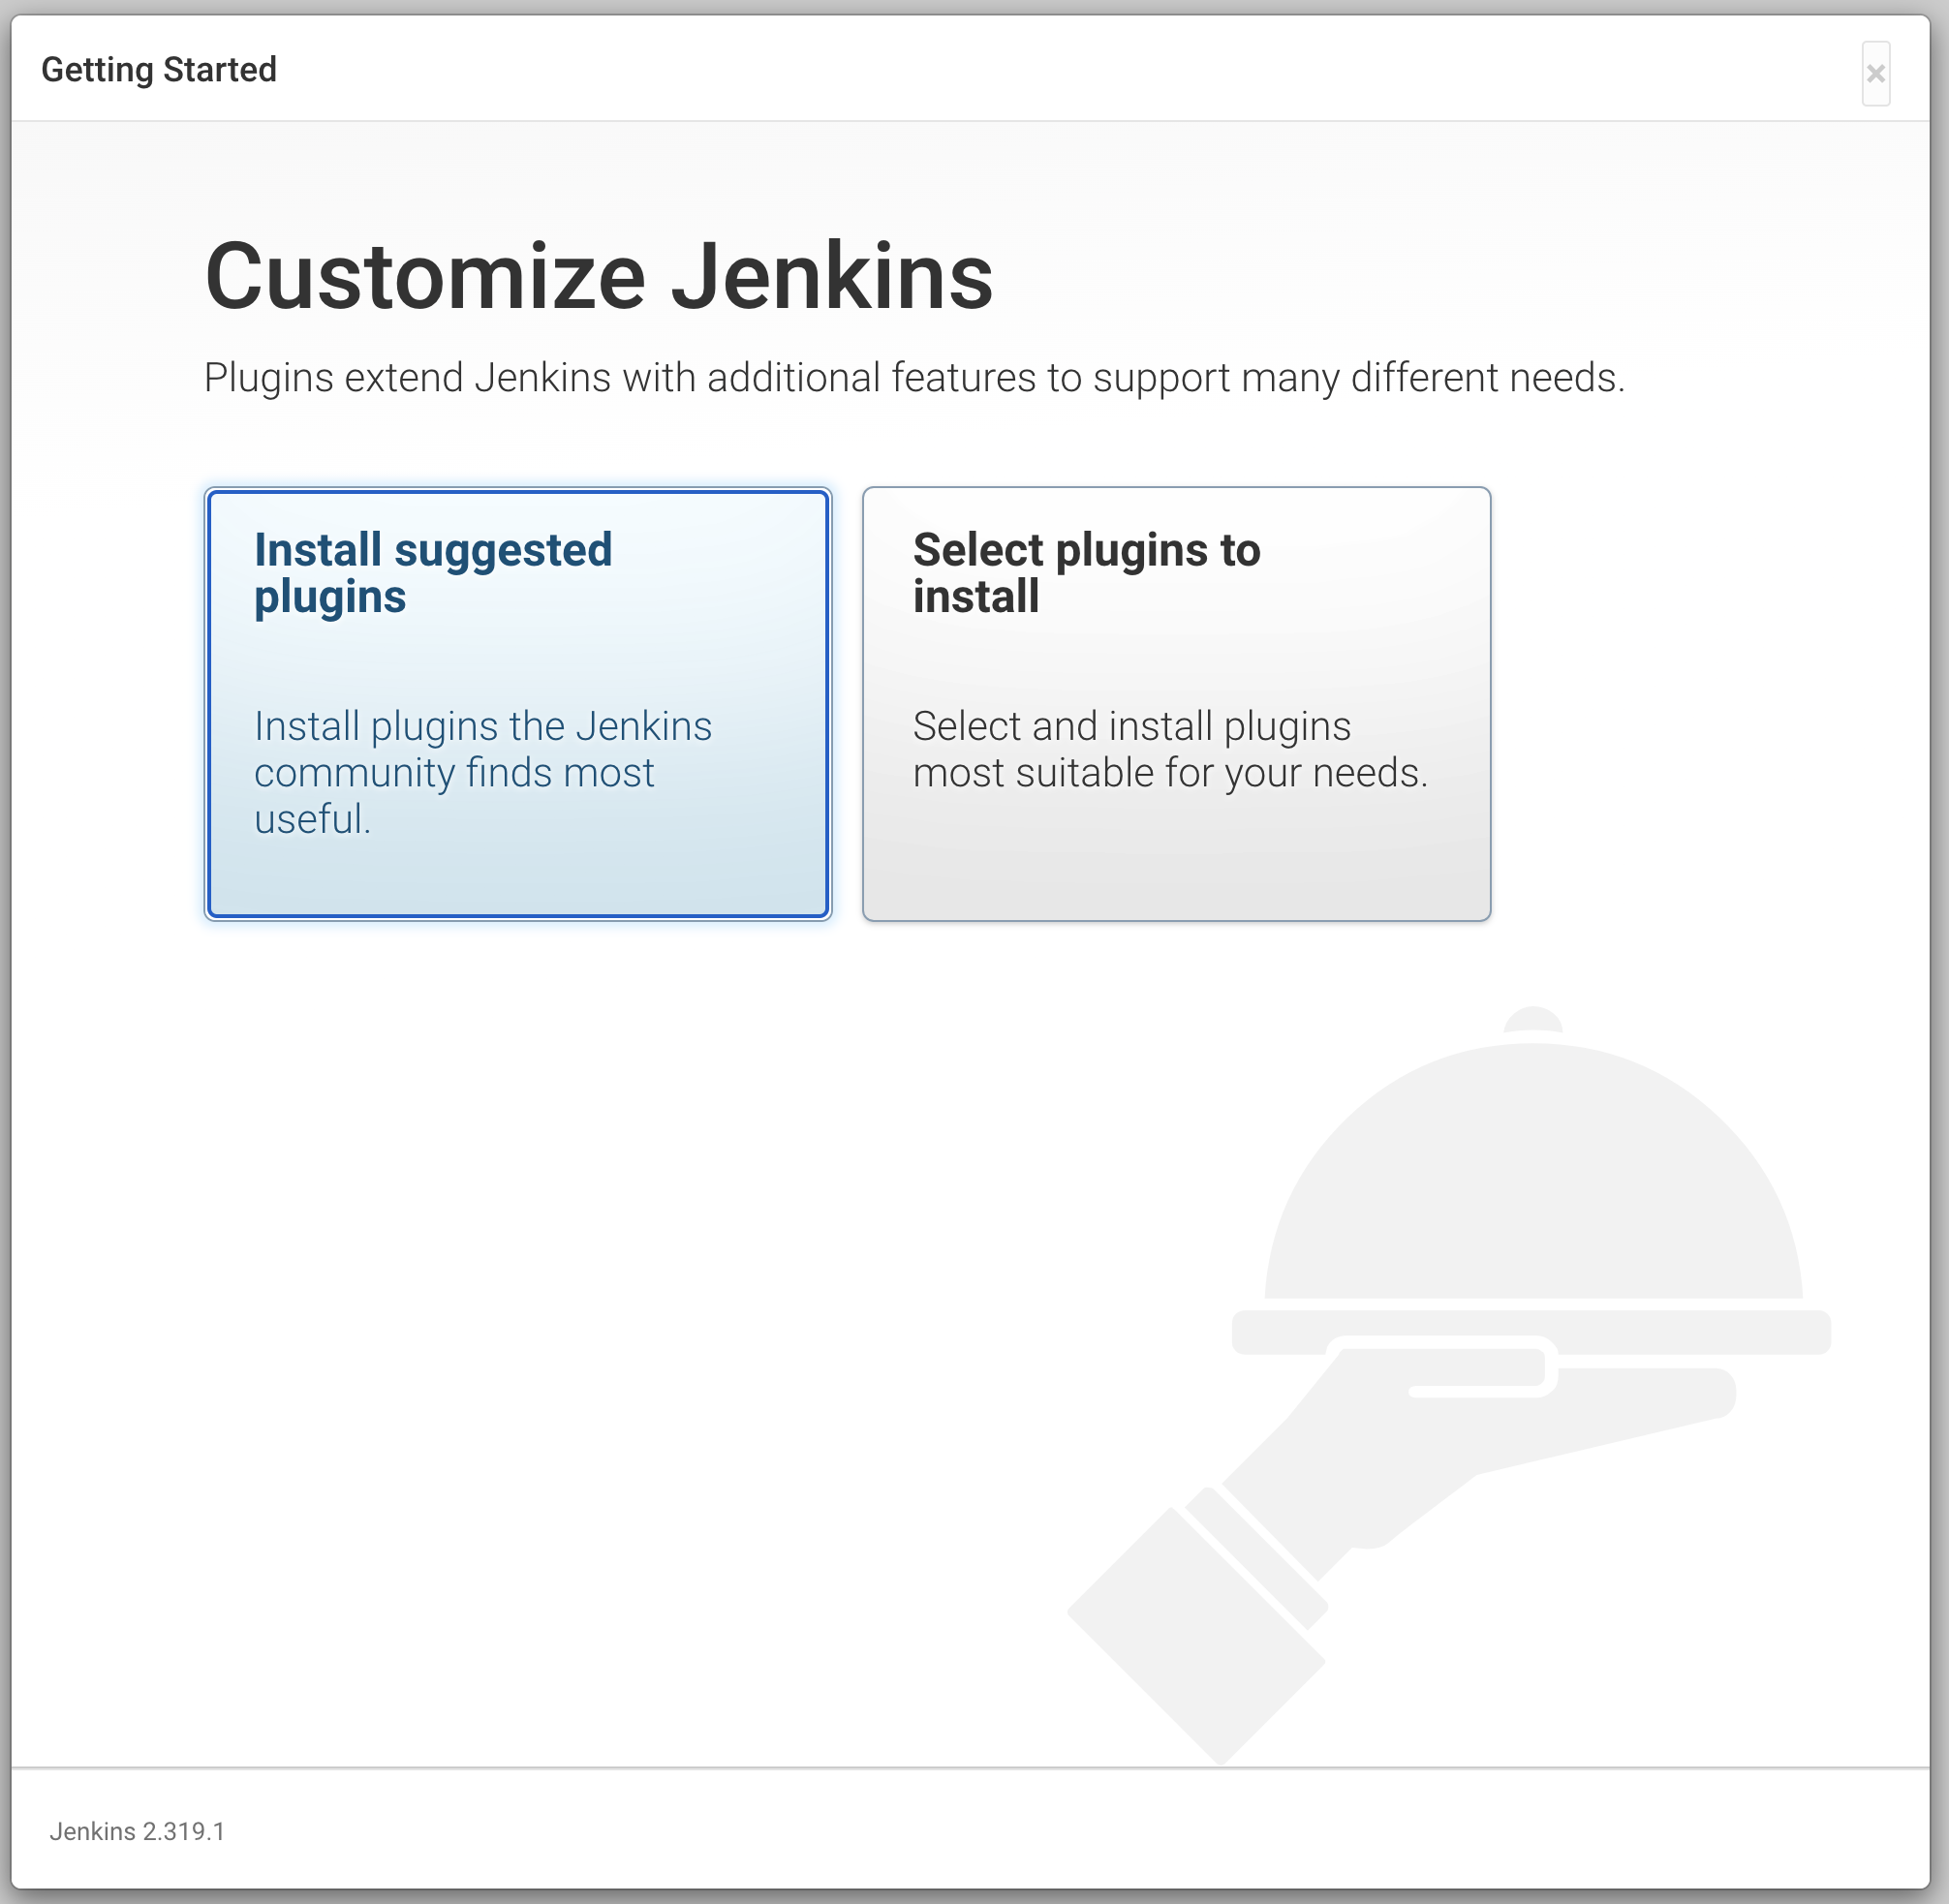 Getting Started
×
Customize Jenkins
Plugins extend Jenkins with additional features to support many different needs.
Install suggested
plugins
Install plugins the Jenkins
community finds most
useful.
Select plugins to
install
Select and install plugins
most suitable for your needs.
Jenkins 2.319.1